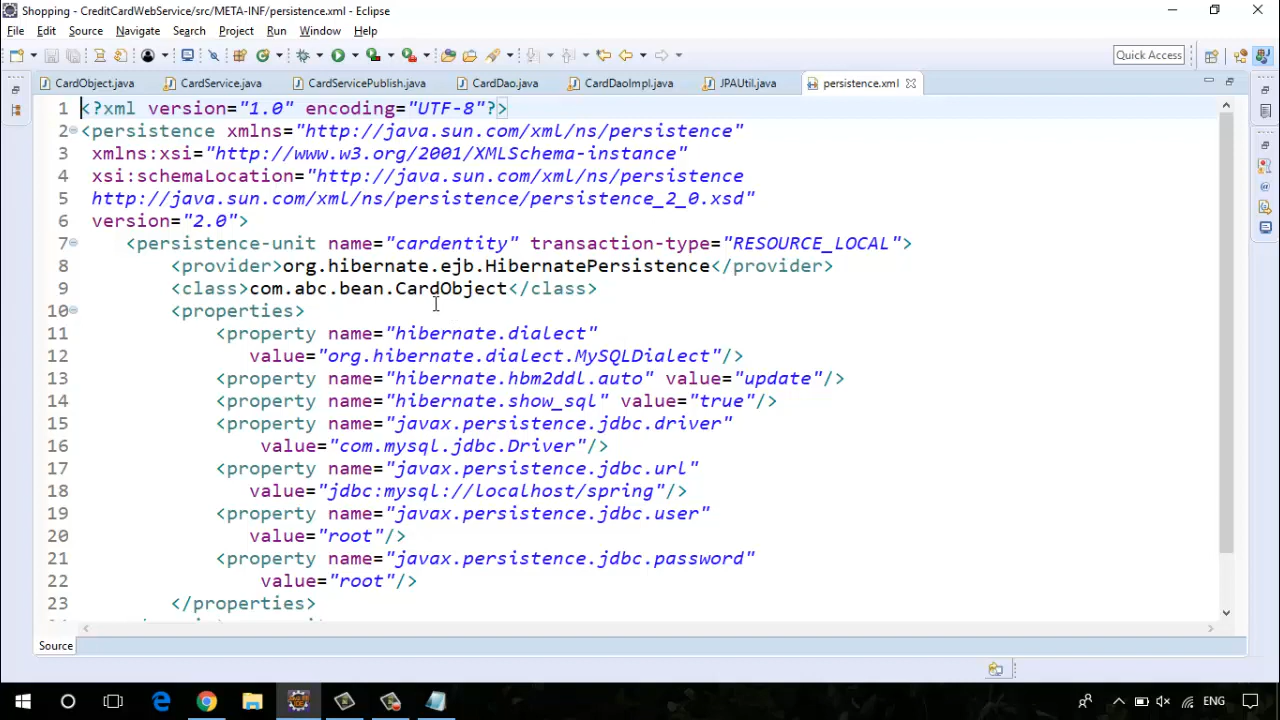 Shopping - CreditCardWebService/src/META-INF/persistence.xml - Eclipse
File Edit Source Navigate Search Project Run Window Help
Quick Access
CardObject.java CardService.java CardServicePublish.java CardDao.java CardDaoImpl.java JPAUtil.java persistence.xml
1 <?xml version="1.0" encoding="UTF-8"?>
2 <persistence xmlns="http://java.sun.com/xml/ns/persistence"
3 xmlns:xsi="http://www.w3.org/2001/XMLSchema-instance"
4 xsi:schemaLocation="http://java.sun.com/xml/ns/persistence
5 http://java.sun.com/xml/ns/persistence/persistence_2_0.xsd"
6 version="2.0">
7 <persistence-unit name="cardentity" transaction-type="RESOURCE_LOCAL">
8 <provider>org.hibernate.ejb.HibernatePersistence</provider>
9 <class>com.abc.bean.CardObject</class>
10 <properties>
11 <property name="hibernate.dialect"
12 value="org.hibernate.dialect.MySQLDialect"/>
13 <property name="hibernate.hbm2ddl.auto" value="update"/>
14 <property name="hibernate.show_sql" value="true"/>
15 <property name="javax.persistence.jdbc.driver"
16 value="com.mysql.jdbc.Driver"/>
17 <property name="javax.persistence.jdbc.url"
18 value="jdbc:mysql://localhost/spring"/>
19 <property name="javax.persistence.jdbc.user"
20 value="root"/>
21 <property name="javax.persistence.jdbc.password"
22 value="root"/>
23 </properties>
Source
ENG